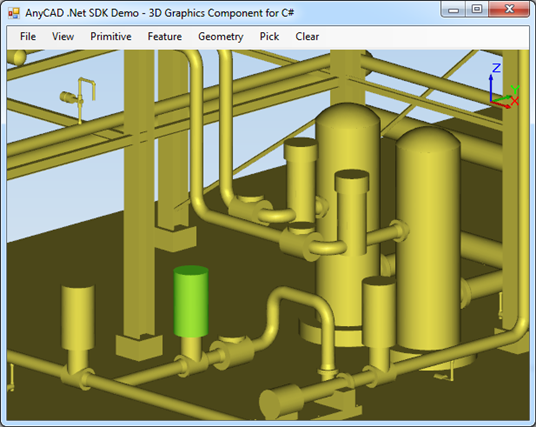 AnyCAD .Net SDK Demo - 3D Graphics Component for C#
File View Primitive Feature Geometry Pick Clear
Z
Y
X